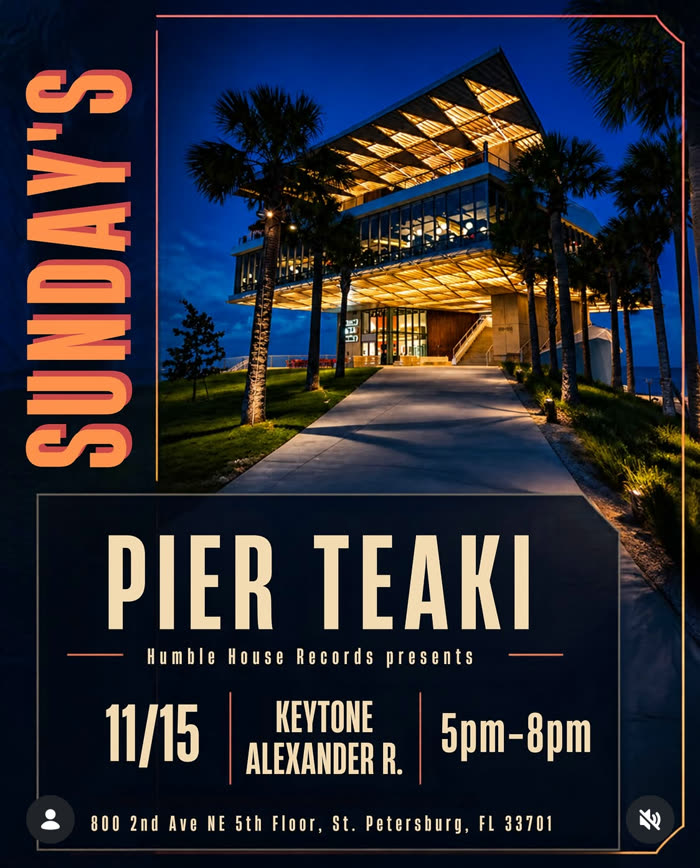 SUNDAY'S
PIER TEAKI
Humble House Records presents
11/15
KEYTONE
ALEXANDER R.
5pm-8pm
800 2nd Ave NE 5th Floor, St. Petersburg, FL 33701